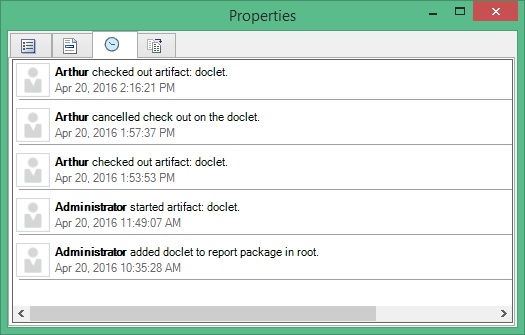 Properties
Arthur checked out artifact: doclet.
Apr 20, 2016 2:16:21 PM
Arthur cancelled check out on the doclet.
Apr 20, 2016 1:57:37 PM
Arthur checked out artifact: doclet.
Apr 20, 2016 1:53:53 PM
Administrator started artifact: doclet.
Apr 20, 2016 11:49:07 AM
Administrator added doclet to report package in root.
Apr 20, 2016 10:35:28 AM